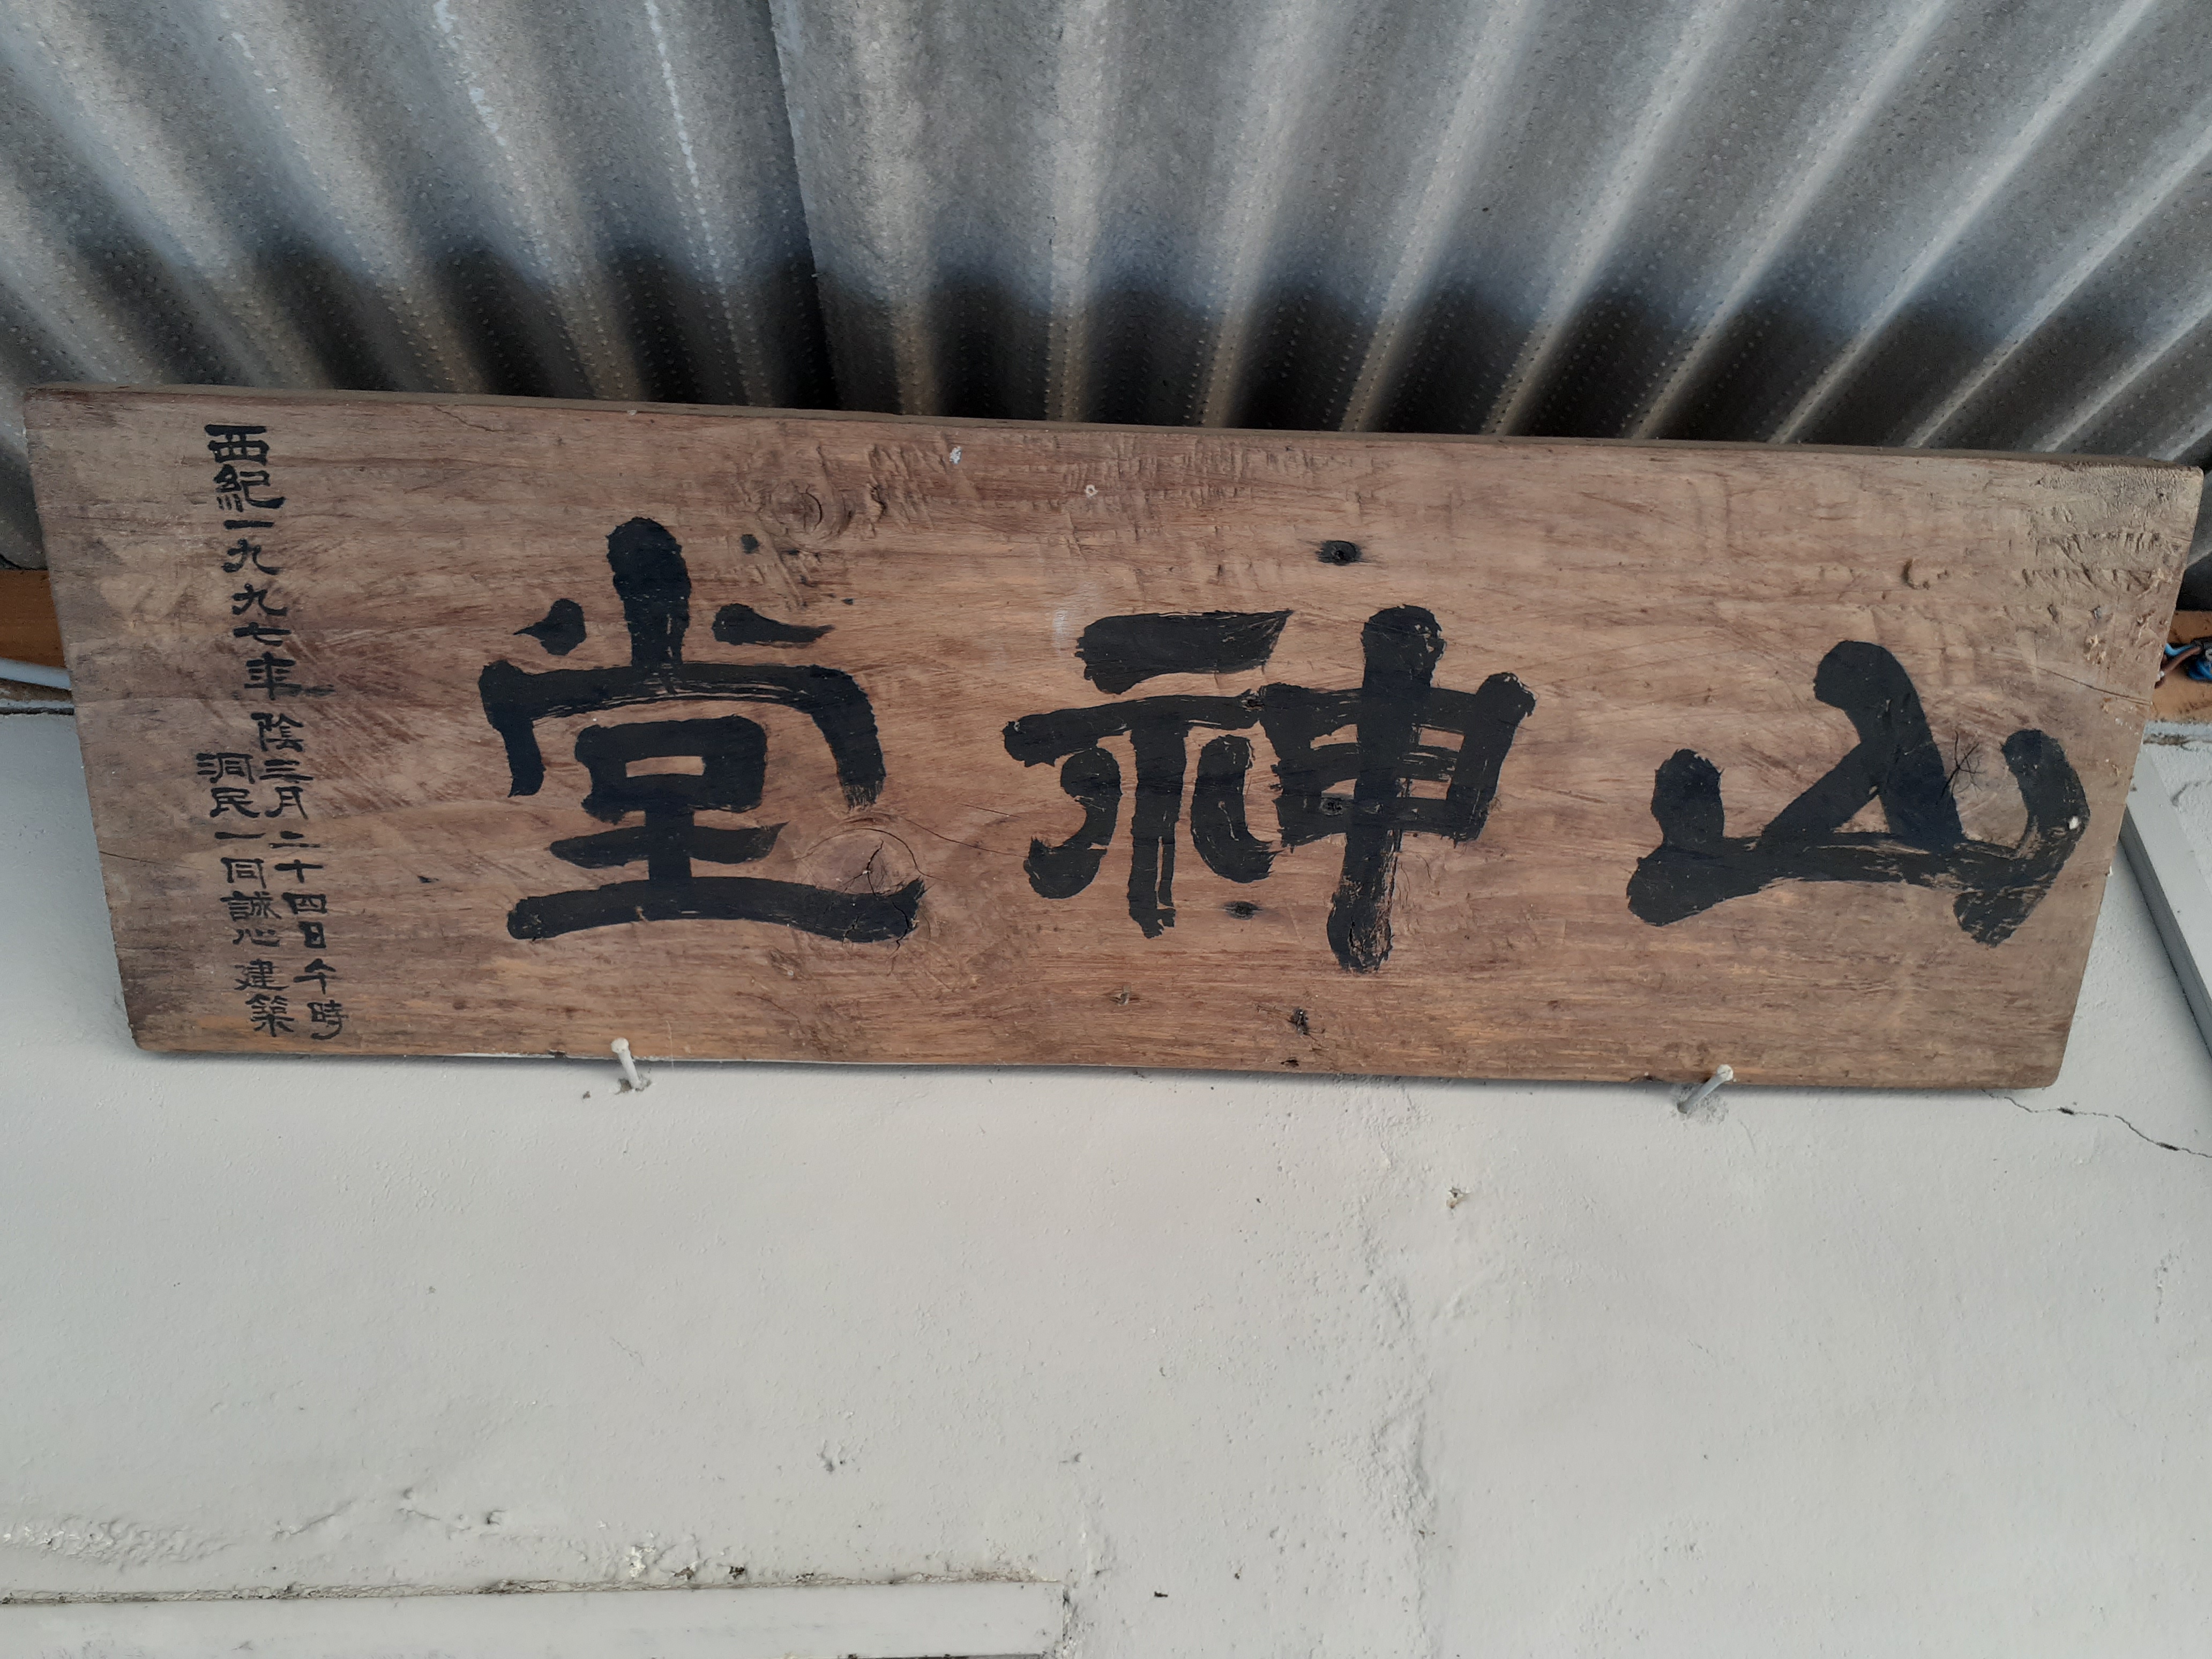 山神堂
西紀一九九七年陰三月二十四日午時
洞民一同誠心建築